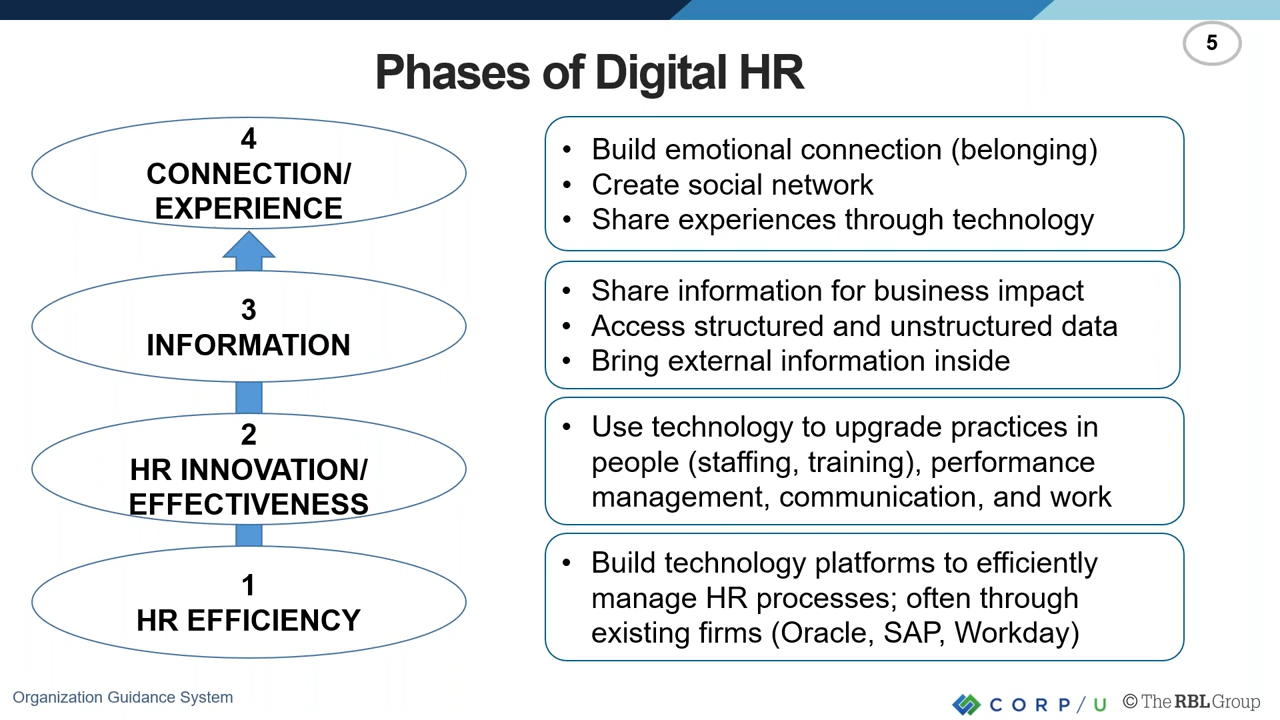 5
Phases of Digital HR
4
CONNECTION/
EXPERIENCE
• Build emotional connection (belonging)
• Create social network
• Share experiences through technology
3
INFORMATION
• Share information for business impact
• Access structured and unstructured data
• Bring external information inside
2
HR INNOVATION/
EFFECTIVENESS
• Use technology to upgrade practices in
people (staffing, training), performance
management, communication, and work
1
HR EFFICIENCY
• Build technology platforms to efficiently
manage HR processes; often through
existing firms (Oracle, SAP, Workday)
Organization Guidance System
CORP/U
© The RBL Group